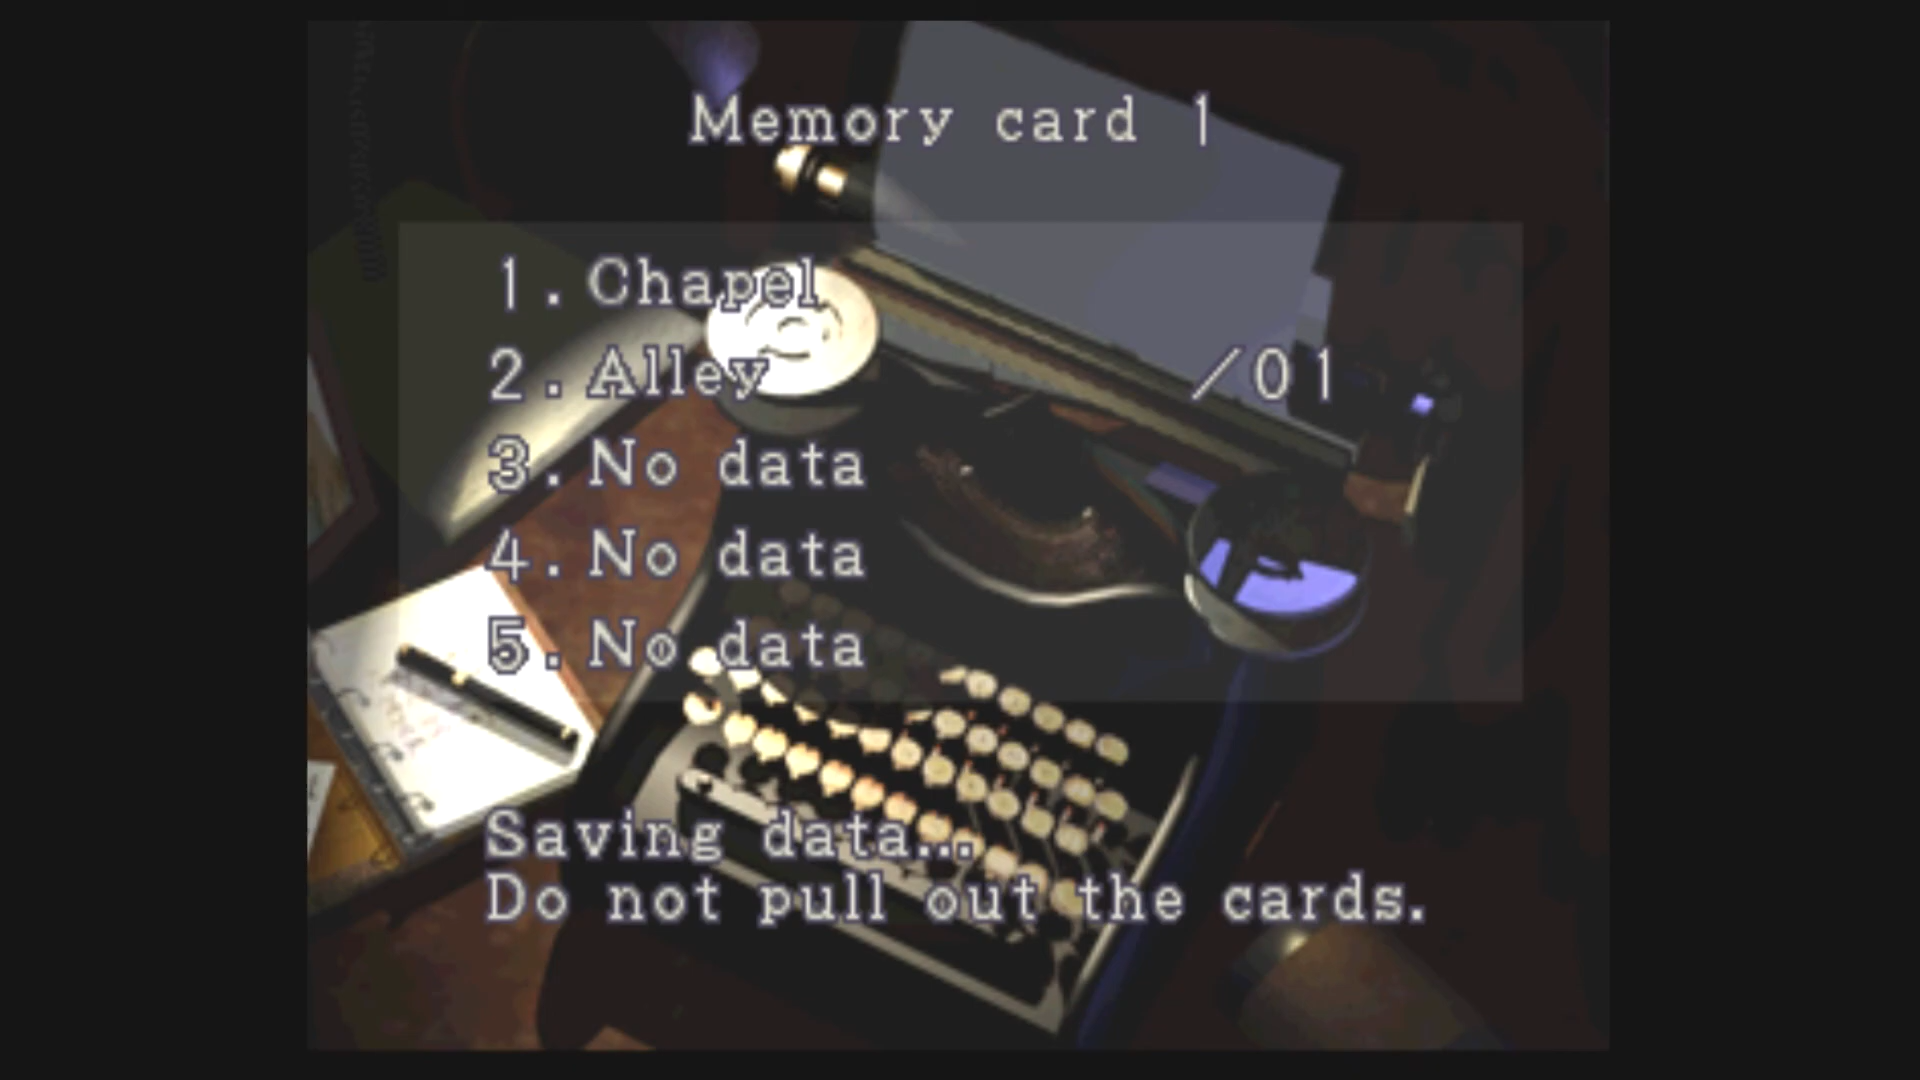 Memory card 1
1. Chapel
2. Alley /01
3. No data
4. No data
5. No data
Saving data...
Do not pull out the cards.